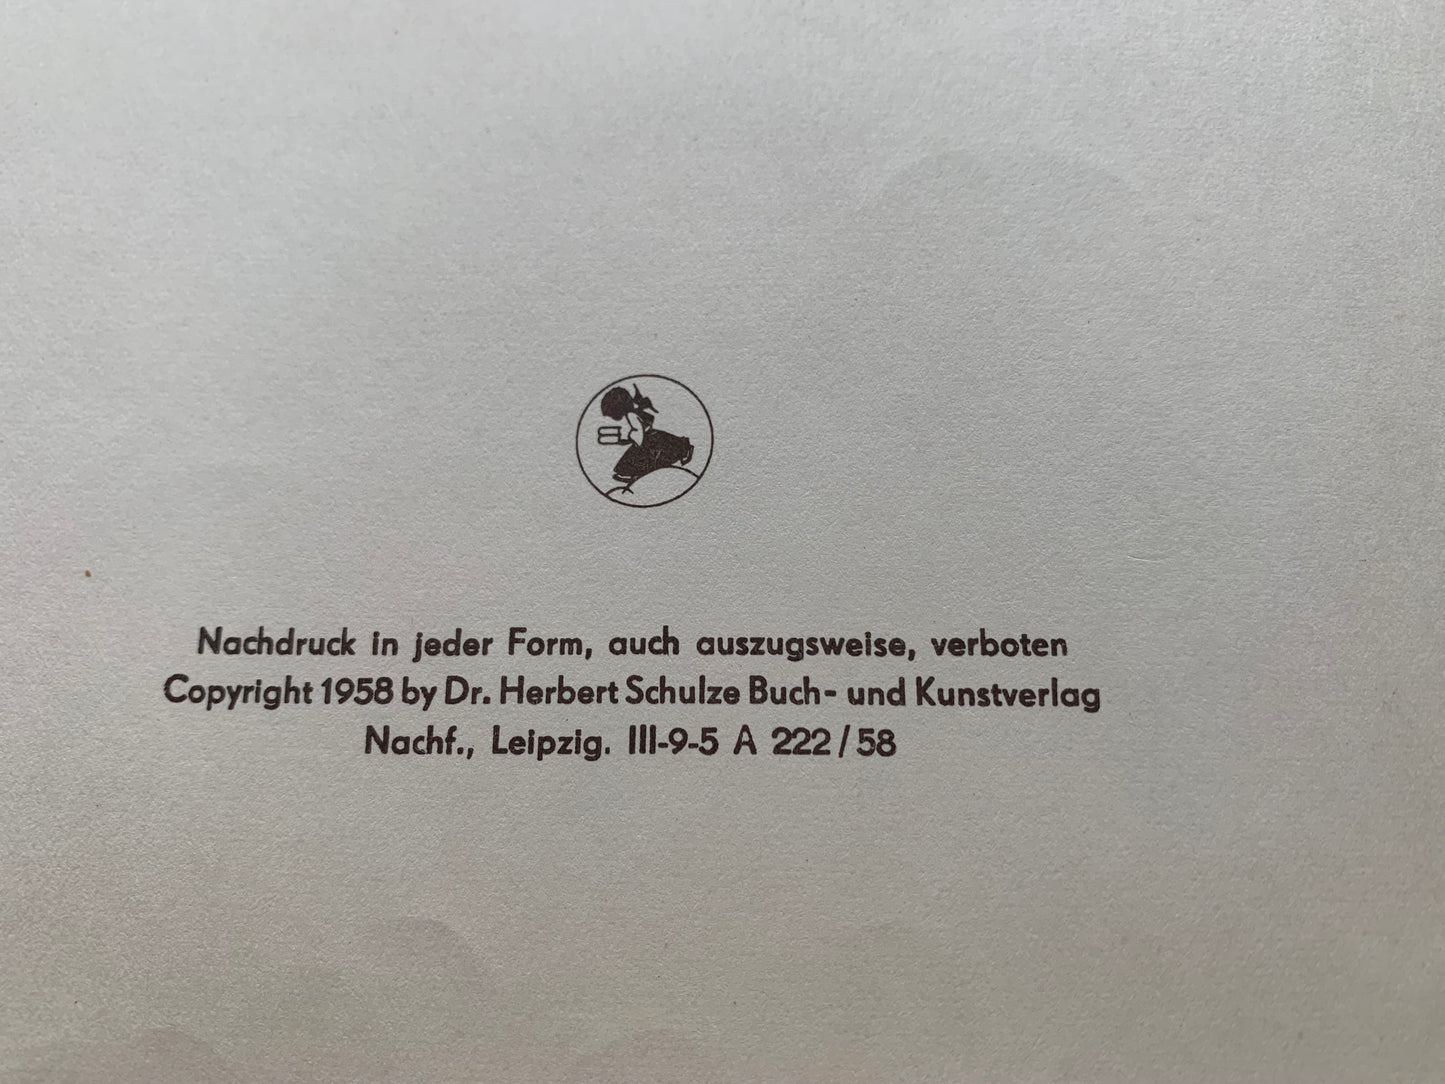 Nachdruck in jeder Form, auch auszugsweise, verboten
Copyright 1958 by Dr. Herbert Schulze Buch- und Kunstverlag
Nachf., Leipzig. III-9-5 A 222/58